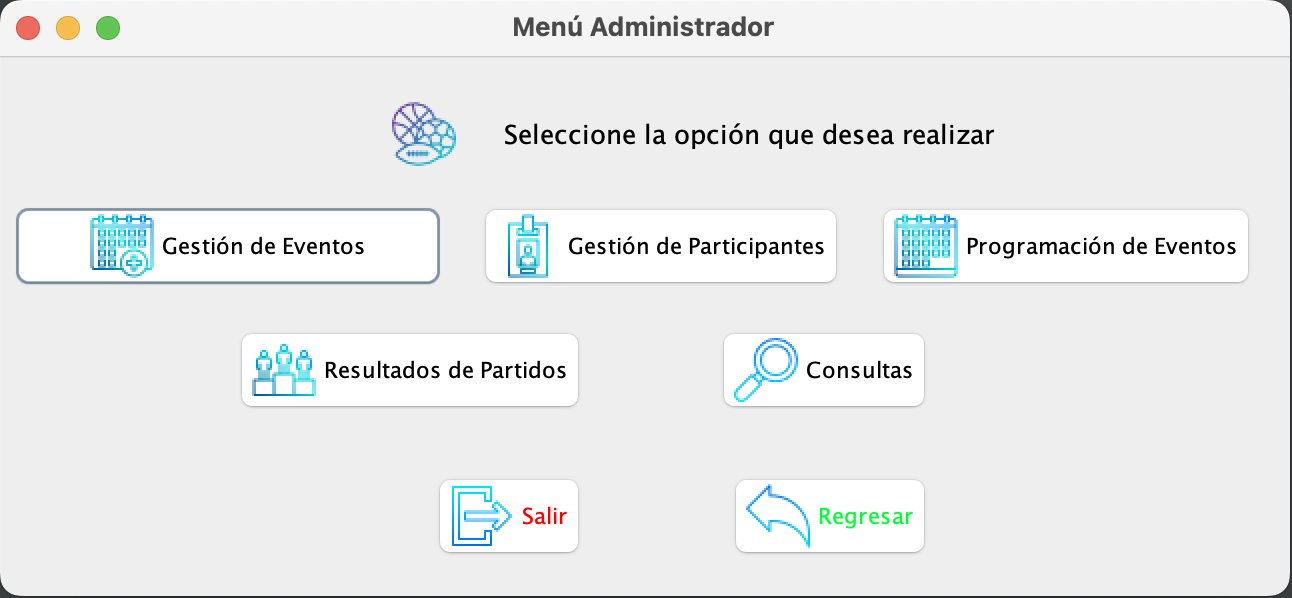 Menú Administrador
Seleccione la opción que desea realizar
Gestión de Eventos
Gestión de Participantes
Programación de Eventos
Resultados de Partidos
Consultas
Salir
Regresar